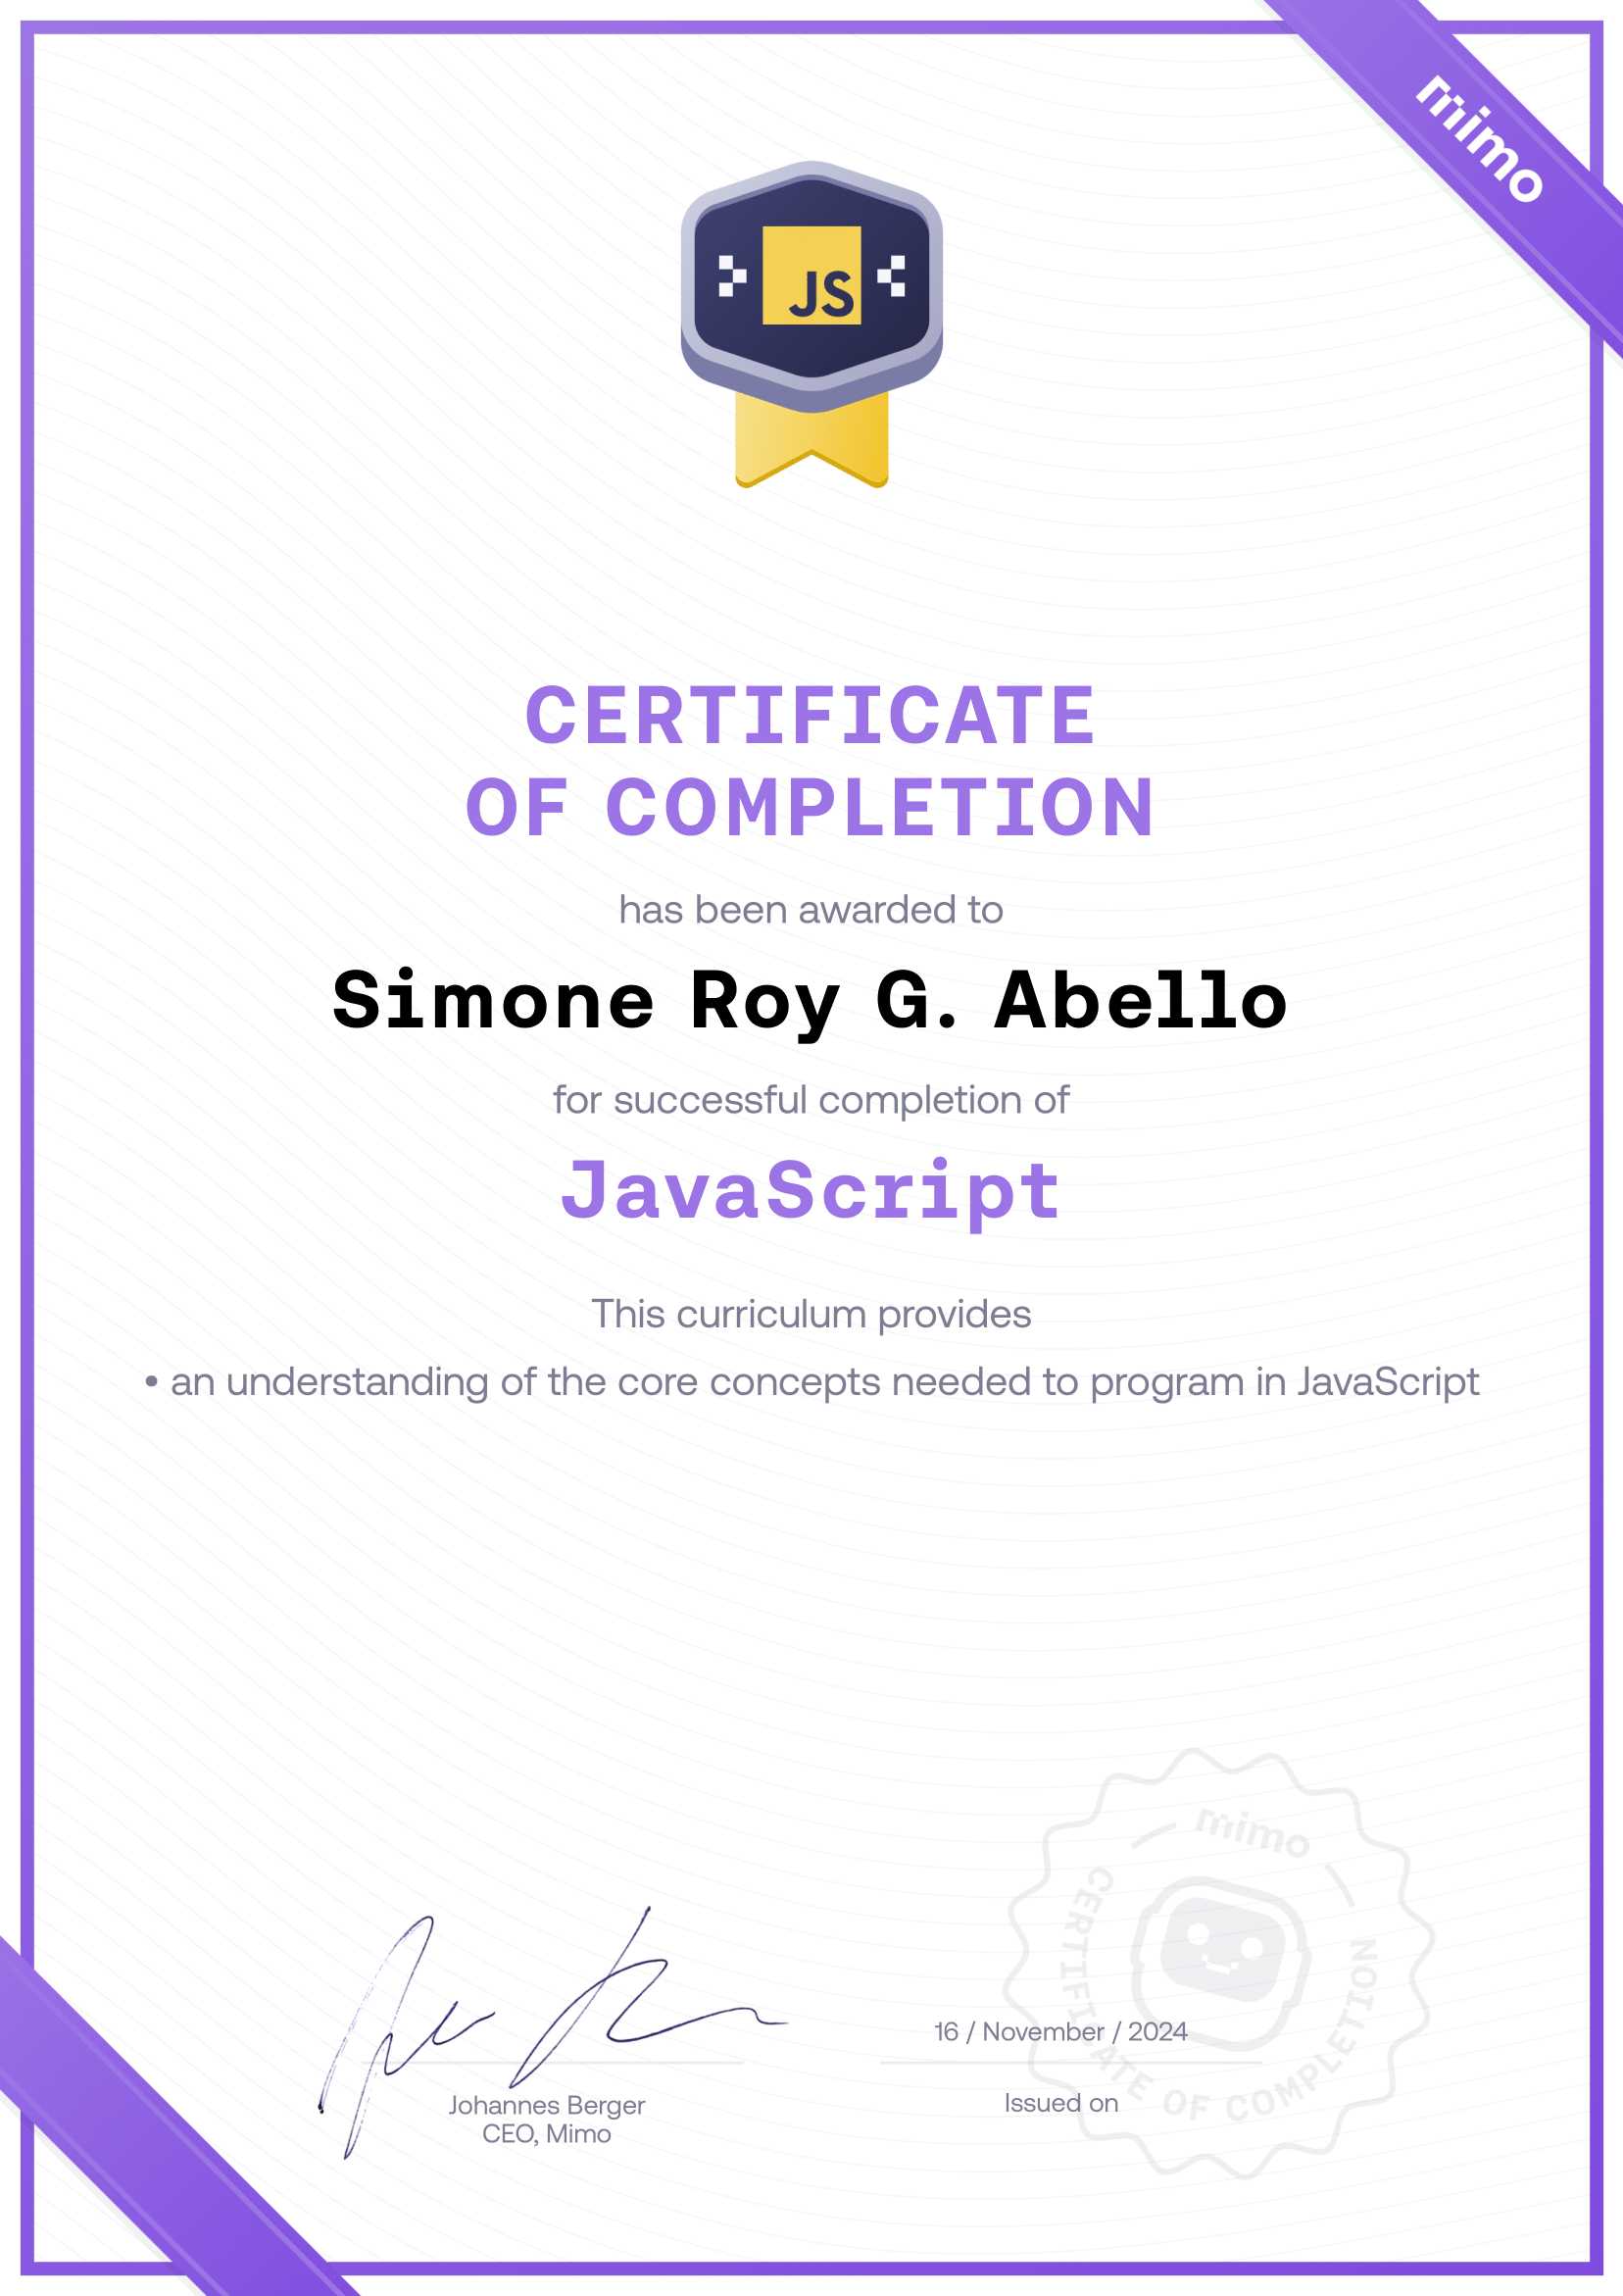 mimo
JS
CERTIFICATE
OF COMPLETION
has been awarded to
Simone Roy G. Abello
for successful completion of
JavaScript
This curriculum provides
• an understanding of the core concepts needed to program in JavaScript
mimo
CERTIFICATE OF COMPLETION
16 / November / 2024
Johannes Berger
CEO, Mimo
Issued on